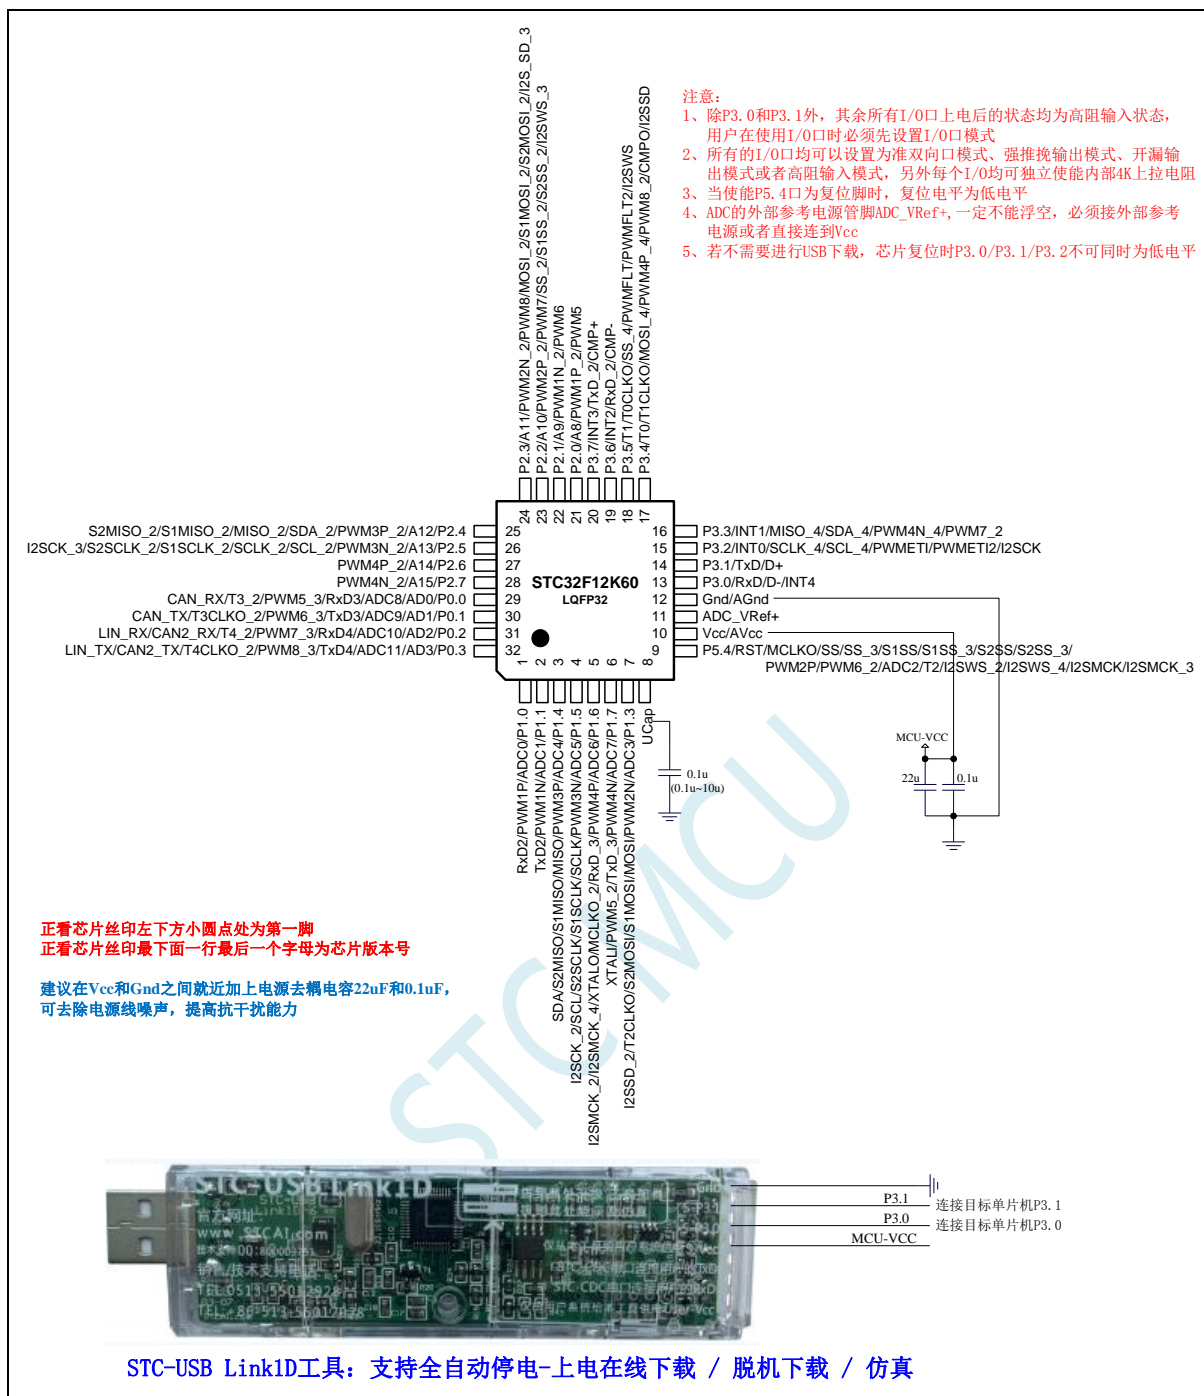 P2.3/A11/PWM2N_2/PWM8/MOSI_2/S1MOSI_2/S2MOSI_2/I2S_SD_3
P2.2/A10/PWM2P_2/PWM7/SS_2/S1SS_2/S2SS_2/I2SWS_3
P2.1/A9/PWM1N_2/PWM6
P2.0/A8/PWM1P_2/PWM5
P3.7/INT3/TxD_2/CMP+
P3.6/INT2/RxD_2/CMP-
P3.5/T1/T0CLKO/SS_4/PWMFLT/PWMFLT2/I2SWS
P3.4/T0/T1CLKO/MOSI_4/PWM4P_4/PWM8_2/CMPO/I2SSD
注意：
1、除P3.0和P3.1外，其余所有I/O口上电后的状态均为高阻输入状态，
用户在使用I/O口时必须先设置I/O口模式
2、所有的I/O口均可以设置为准双向口模式、强推挽输出模式、开漏输
出模式或者高阻输入模式，另外每个I/O均可独立使能内部4K上拉电阻
3、当使能P5.4口为复位脚时，复位电平为低电平
4、ADC的外部参考电源管脚ADC_VRef+,一定不能浮空，必须接外部参考
电源或者直接连到Vcc
5、若不需要进行USB下载，芯片复位时P3.0/P3.1/P3.2不可同时为低电平
24 23 22 21 20 19 18 17
S2MISO_2/S1MISO_2/MISO_2/SDA_2/PWM3P_2/A12/P2.4 25
I2SCK_3/S2SCLK_2/S1SCLK_2/SCLK_2/SCL_2/PWM3N_2/A13/P2.5 26
PWM4P_2/A14/P2.6 27
PWM4N_2/A15/P2.7 28
CAN_RX/T3_2/PWM5_3/RxD3/ADC8/AD0/P0.0 29
CAN_TX/T3CLKO_2/PWM6_3/TxD3/ADC9/AD1/P0.1 30
LIN_RX/CAN2_RX/T4_2/PWM7_3/RxD4/ADC10/AD2/P0.2 31
LIN_TX/CAN2_TX/T4CLKO_2/PWM8_3/TxD4/ADC11/AD3/P0.3 32
STC32F12K60
LQFP32
16 P3.3/INT1/MISO_4/SDA_4/PWM4N_4/PWM7_2
15 P3.2/INT0/SCLK_4/SCL_4/PWMETI/PWMETI2/I2SCK
14 P3.1/TxD/D+
13 P3.0/RxD/D-/INT4
12 Gnd/AGnd
11 ADC_VRef+
10 Vcc/AVcc
9 P5.4/RST/MCLKO/SS/SS_3/S1SS/S1SS_3/S2SS/S2SS_3/
PWM2P/PWM6_2/ADC2/T2/I2SWS_2/I2SWS_4/I2SMCK/I2SMCK_3
1 2 3 4 5 6 7 8
RxD2/PWM1P/ADC0/P1.0
TxD2/PWM1N/ADC1/P1.1
SDA/S2MISO/S1MISO/MISO/PWM3P/ADC4/P1.4
I2SCK_2/SCL/S2SCLK/S1SCLK/SCLK/PWM3N/ADC5/P1.5
I2SMCK_2/I2SMCK_4/XTALO/MCLKO_2/RxD_3/PWM4P/ADC6/P1.6
XTALI/PWM5_2/TxD_3/PWM4N/ADC7/P1.7
I2SSD_2/T2CLKO/S2MOSI/S1MOSI/MOSI/PWM2N/ADC3/P1.3
UCap
0.1u
(0.1u~10u)
MCU-VCC
22u
0.1u
STC MCU
正看芯片丝印左下方小圆点处为第一脚
正看芯片丝印最下面一行最后一个字母为芯片版本号
建议在Vcc和Gnd之间就近加上电源去耦电容22uF和0.1uF，
可去除电源线噪声，提高抗干扰能力
STC-USB Link1D
P3.1 连接目标单片机P3.1
P3.0 连接目标单片机P3.0
MCU-VCC
STC-USB Link1D工具：支持全自动停电-上电在线下载 / 脱机下载 / 仿真